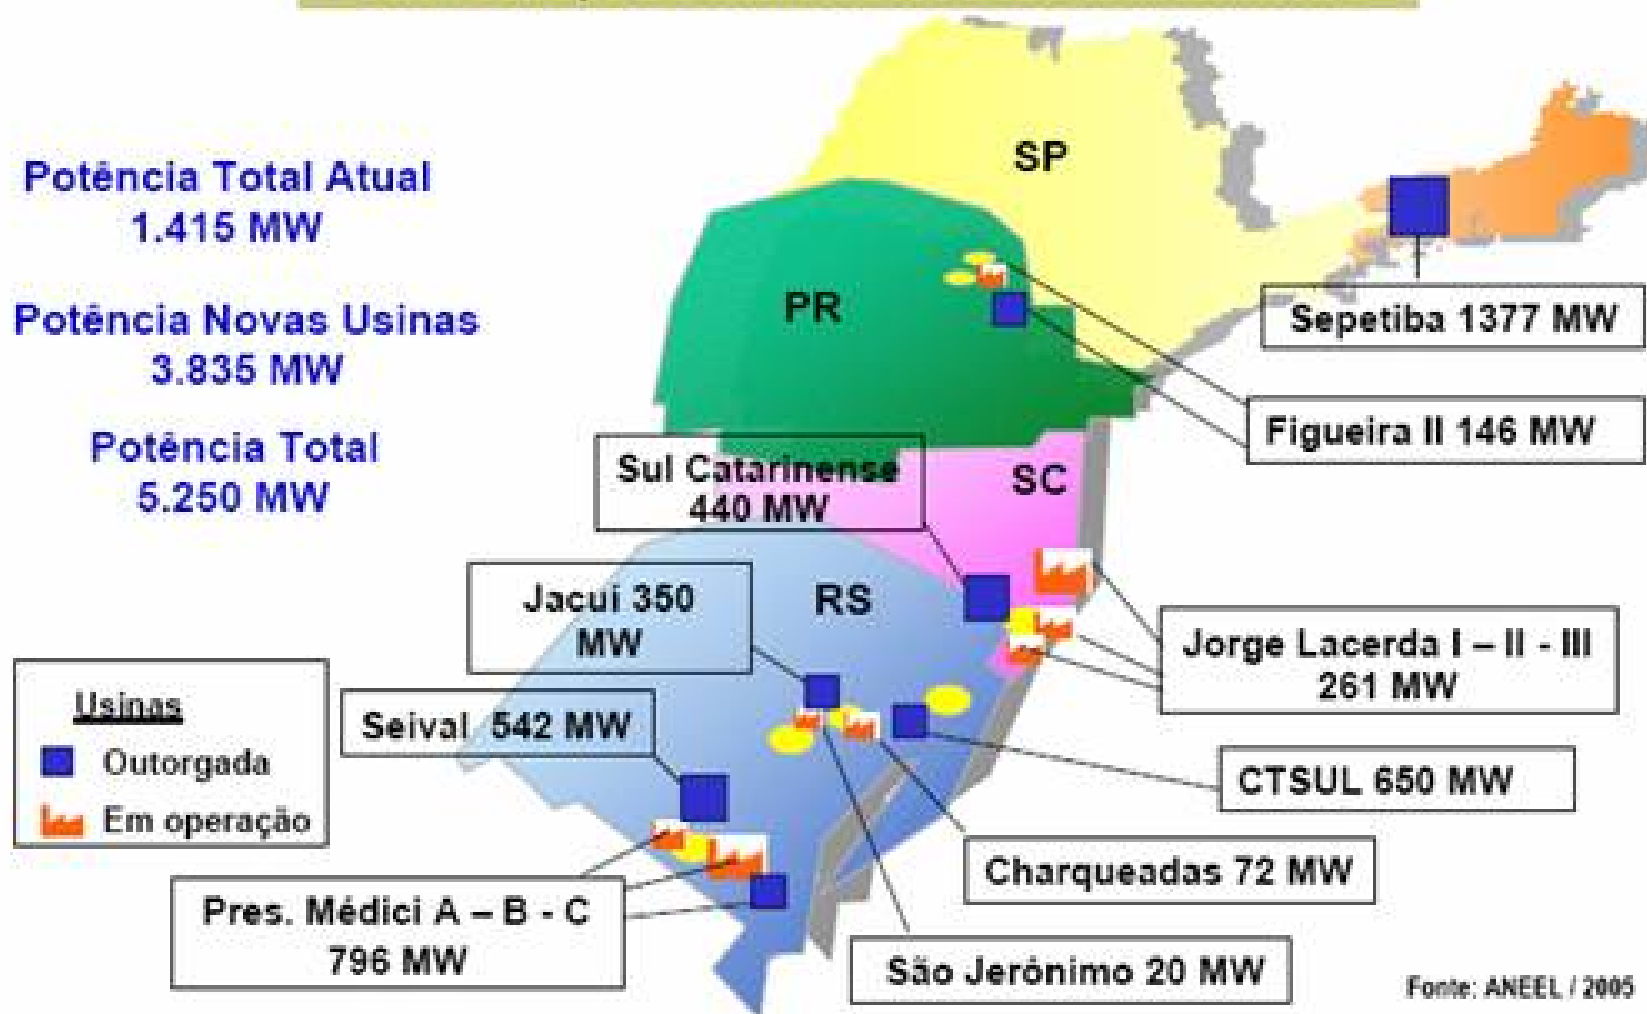 Potência Total Atual
1.415 MW
Potência Novas Usinas
3.835 MW
Potência Total
5.250 MW
SP
PR
SC
RS
Sepetiba 1377 MW
Figueira II 146 MW
Sul Catarinense
440 MW
Jacuí 350
MW
Jorge Lacerda I – II - III
261 MW
Seival 542 MW
CTSUL 650 MW
Charqueadas 72 MW
Pres. Médici A – B - C
796 MW
São Jerônimo 20 MW
Usinas
Outorgada
Em operação
Fonte: ANEEL / 2005